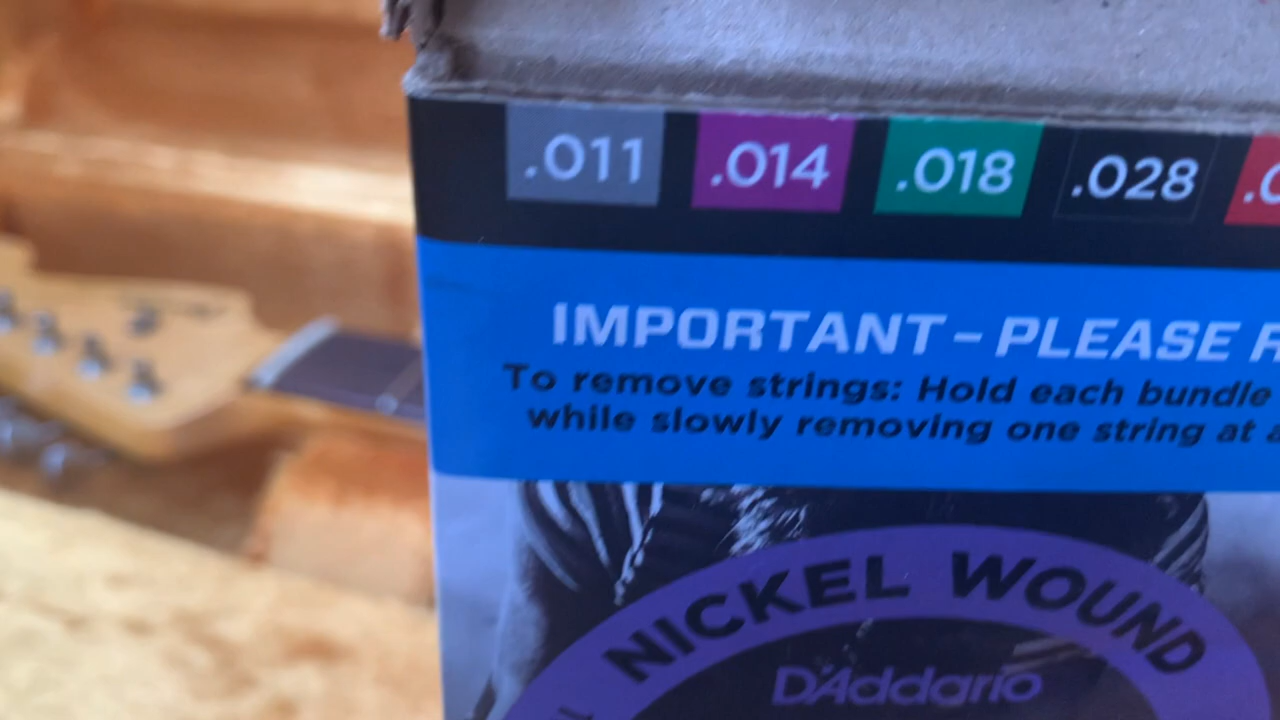 .011 .014 .018 .028
IMPORTANT – PLEASE
To remove strings: Hold each bundle
while slowly removing one string at
NICKEL WOUND
D'Addario